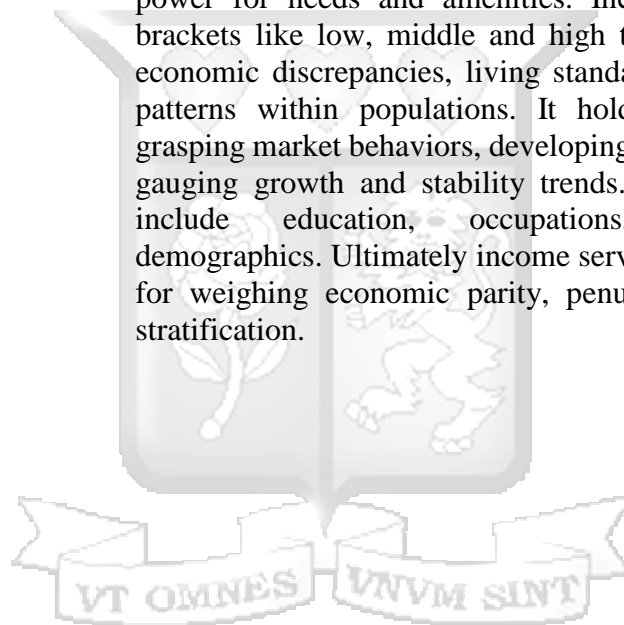 power for needs and amenities. Inc
brackets like low, middle and high t
economic discrepancies, living standa
patterns within populations. It hold
grasping market behaviors, developing
gauging growth and stability trends.
include education, occupations,
demographics. Ultimately income serv
for weighing economic parity, penu
stratification.
VT OMNES VNVM SINT